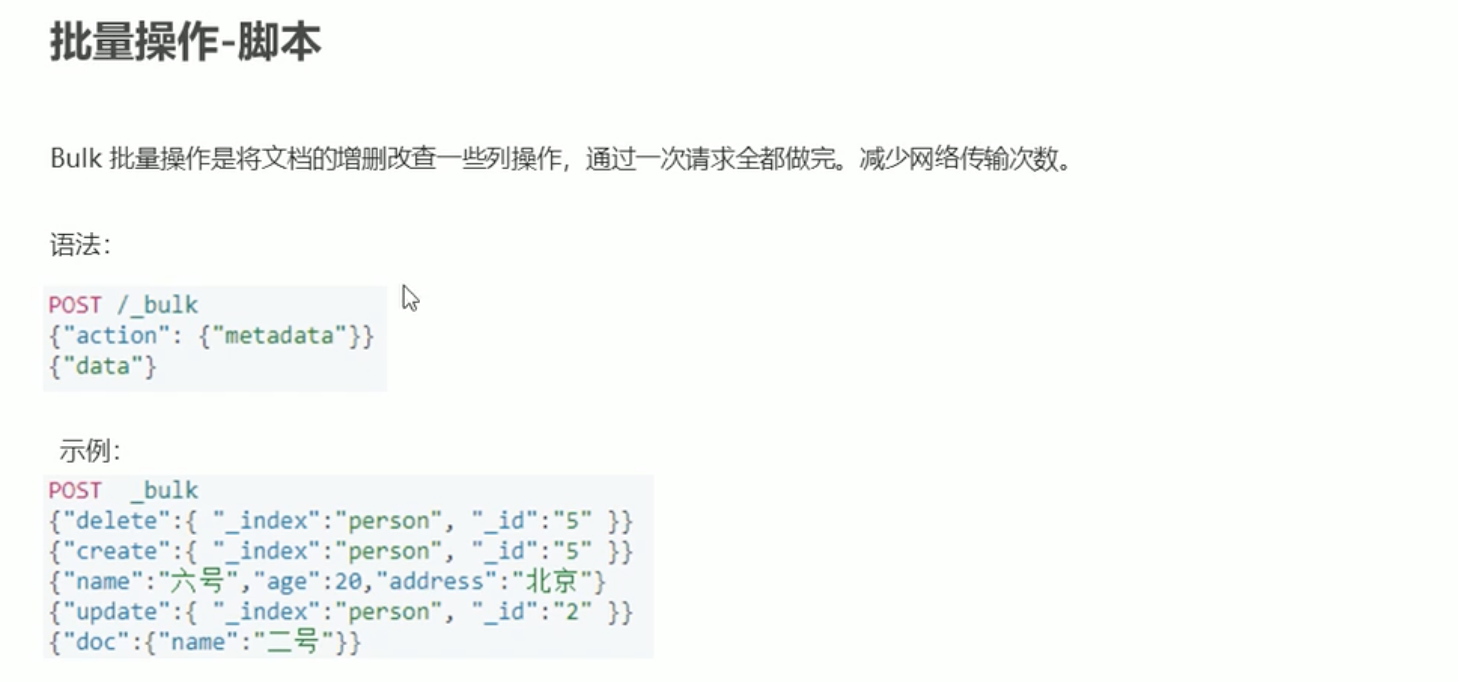 批量操作-脚本
Bulk 批量操作是将文档的增删改查一些列操作，通过一次请求全都做完。减少网络传输次数。
语法：
POST /_bulk
{"action": {"metadata"}}
{"data"}
示例：
POST  _bulk
{"delete":{ "_index":"person", "_id":"5" }}
{"create":{ "_index":"person", "_id":"5" }}
{"name":"六号","age":20,"address":"北京"}
{"update":{ "_index":"person", "_id":"2" }}
{"doc":{"name":"二号"}}